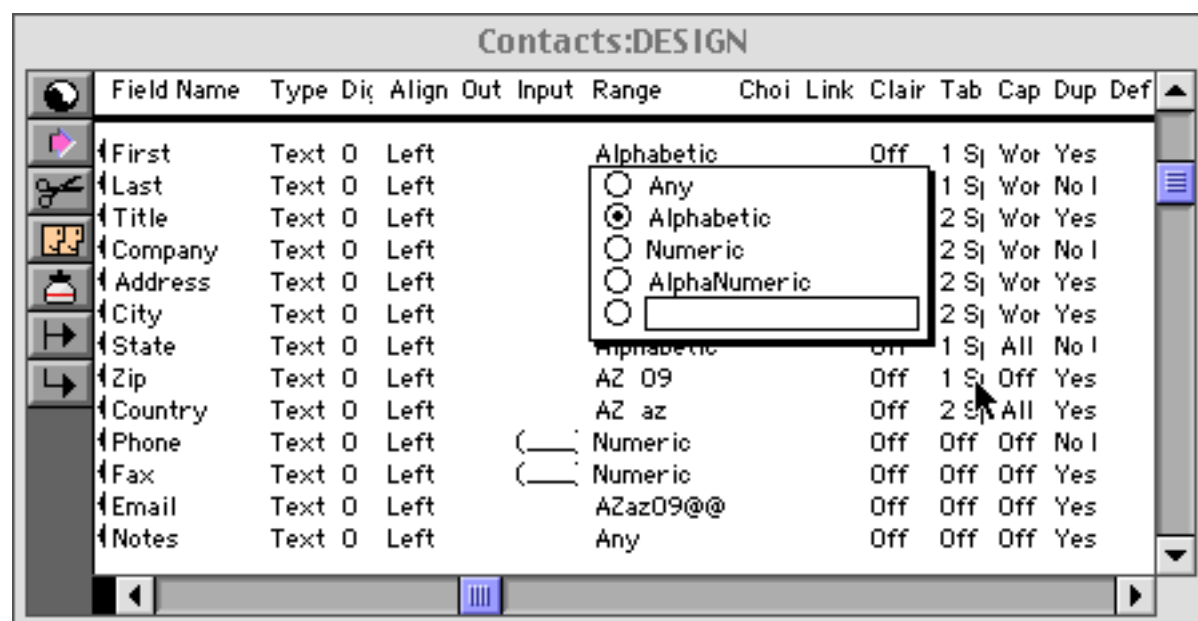 Contacts:DESIGN
Field Name Type Dig Align Out Input Range Choi Link Clair Tab Cap Dup Def
First Text 0 Left Alphabetic Off 1 Wor Yes
Last Text 0 Left Any 1 Wor No
Title Text 0 Left Alphabetic 2 Wor Yes
Company Text 0 Left Numeric 2 Wor No
Address Text 0 Left AlphaNumeric 2 Wor Yes
City Text 0 Left 2 Wor Yes
State Text 0 Left Alphabetic Off 1 All No
Zip Text 0 Left AZ 09 Off 1 Off Yes
Country Text 0 Left AZ az Off 2 All Yes
Phone Text 0 Left (___ Numeric Off Off Off No
Fax Text 0 Left (___ Numeric Off Off Off Yes
Email Text 0 Left AZaz09@@ Off Off Off Yes
Notes Text 0 Left Any Off Off Off Yes